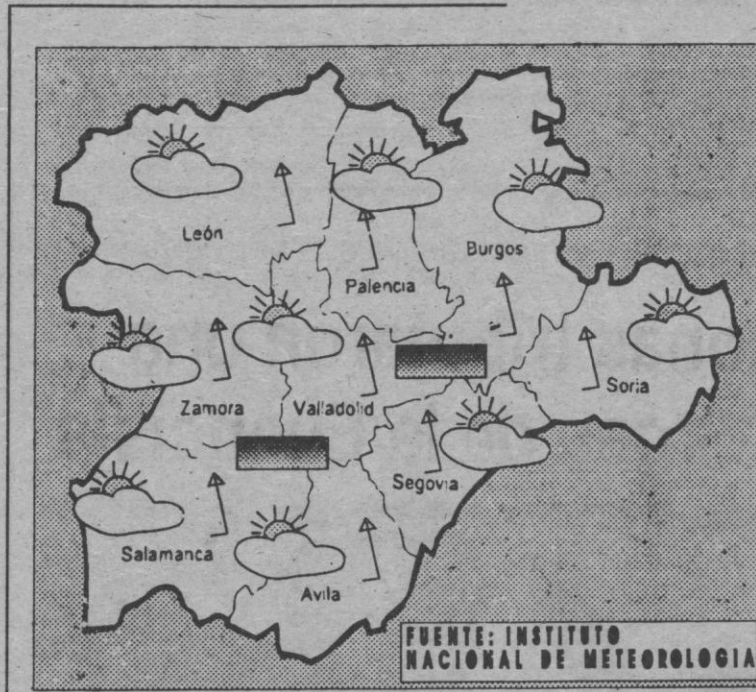 León
Burgos
Palencia
Soria
Zamora
Valladolid
Segovia
Salamanca
Avila
FUENTE: INSTITUTO
NACIONAL DE METEOROLOGIA